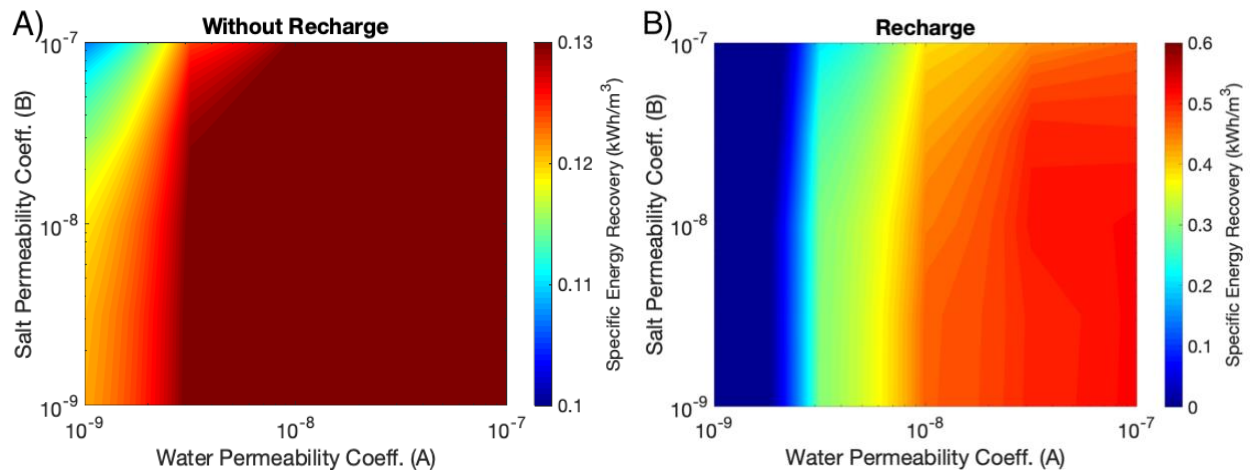 A)
Without Recharge
Salt Permeability Coeff. (B)
10⁻⁷
10⁻⁸
10⁻⁹
10⁻⁹
10⁻⁸
10⁻⁷
Water Permeability Coeff. (A)
0.13
0.12
0.11
0.1
Specific Energy Recovery (kWh/m³)
B)
Recharge
Salt Permeability Coeff. (B)
10⁻⁷
10⁻⁸
10⁻⁹
10⁻⁹
10⁻⁸
10⁻⁷
Water Permeability Coeff. (A)
0.6
0.5
0.4
0.3
0.2
0.1
0
Specific Energy Recovery (kWh/m³)